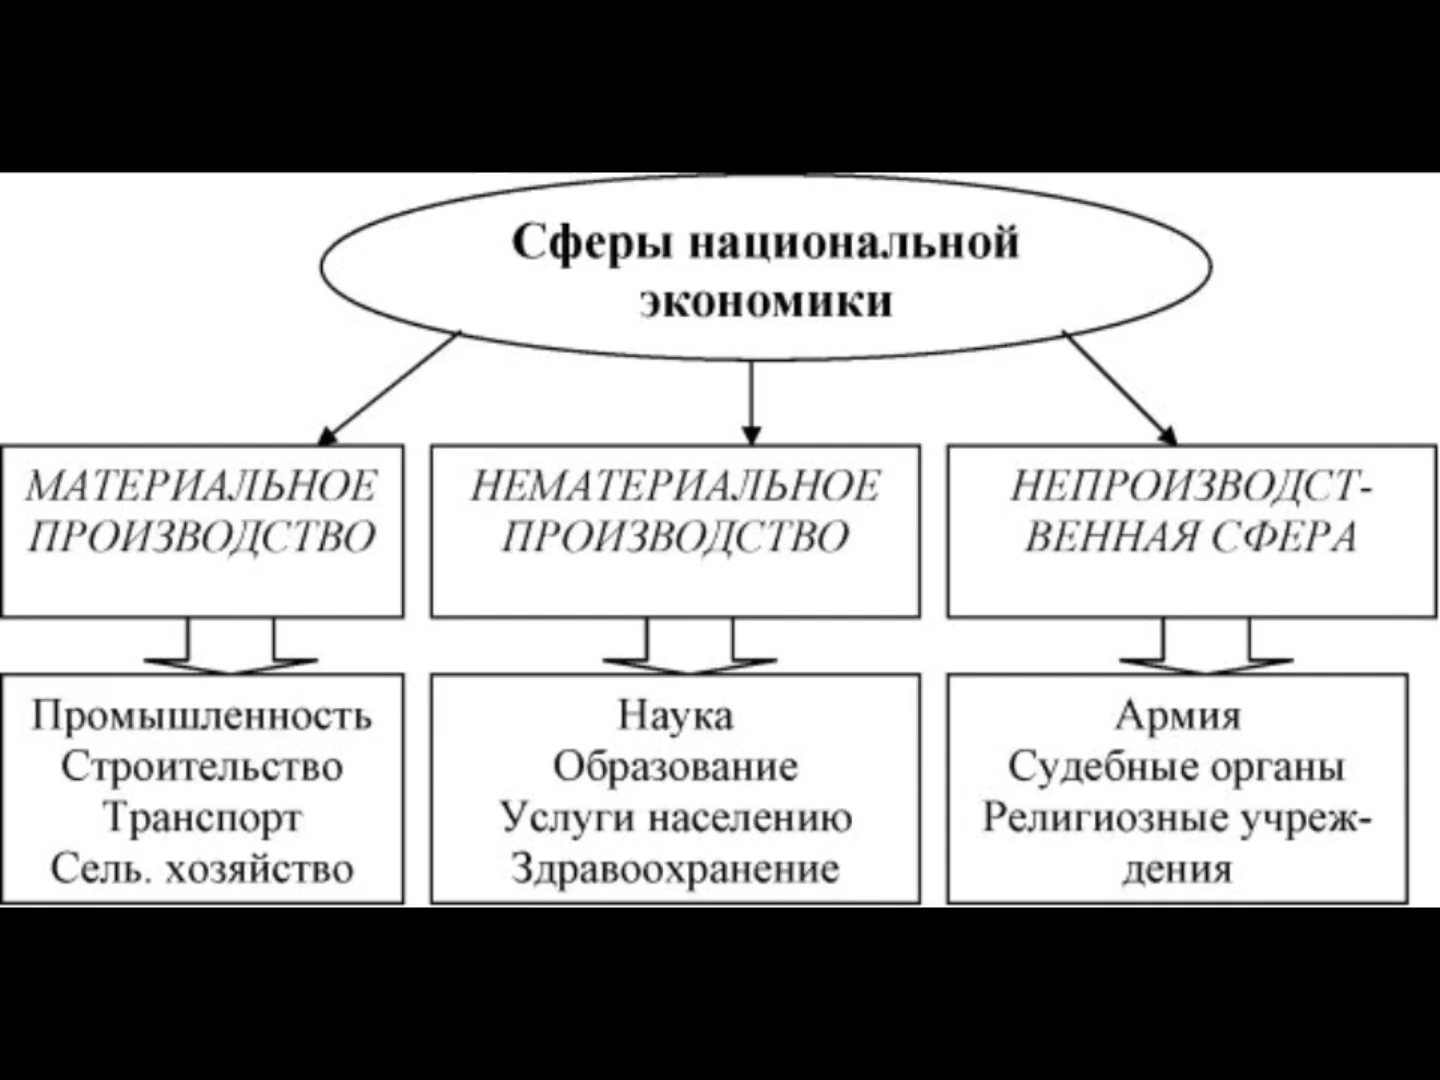 Сферы национальной
экономики
МАТЕРИАЛЬНОЕ
ПРОИЗВОДСТВО
НЕМАТЕРИАЛЬНОЕ
ПРОИЗВОДСТВО
НЕПРОИЗВОДСТ-
ВЕННАЯ СФЕРА
Промышленность
Строительство
Транспорт
Сель. хозяйство
Наука
Образование
Услуги населению
Здравоохранение
Армия
Судебные органы
Религиозные учреж-
дения